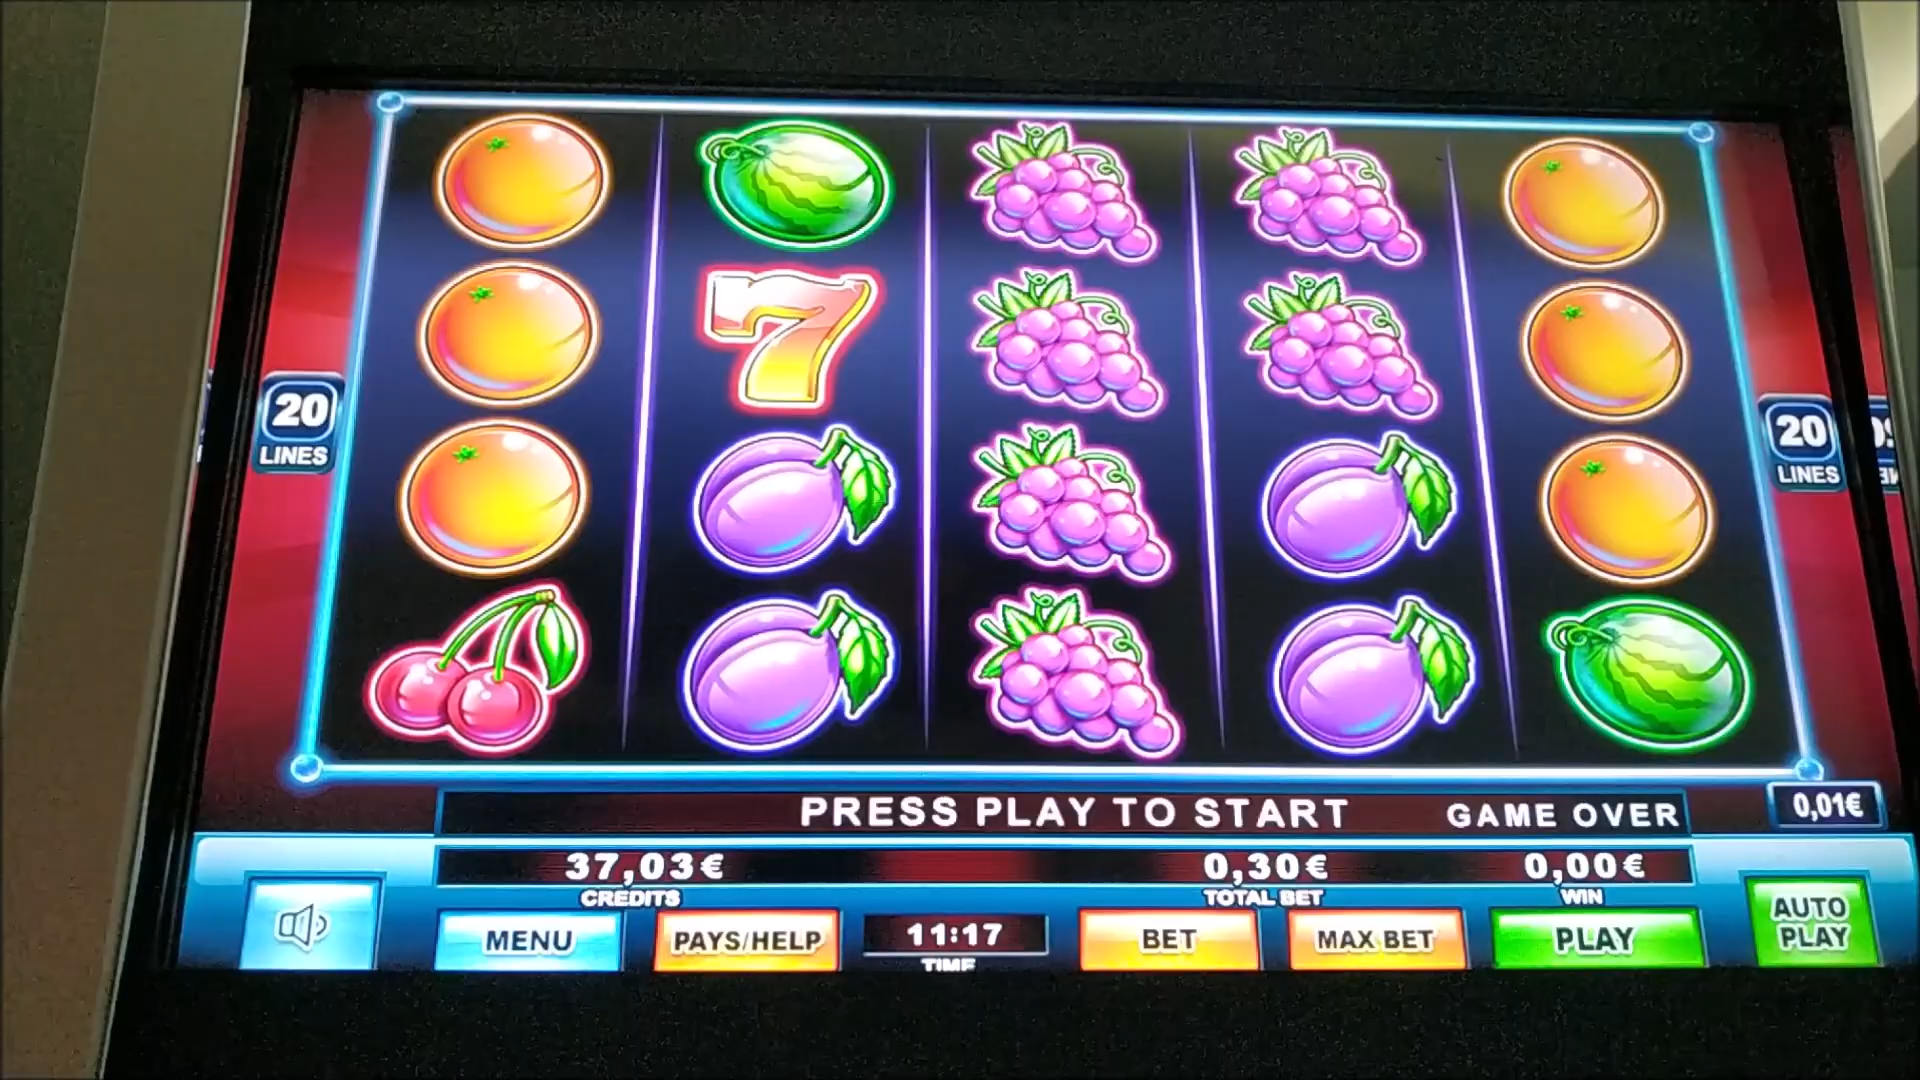 20
LINES
20
LINES
PRESS PLAY TO START
GAME OVER
0,01€
37,03€
0,30€
0,00€
CREDITS
TOTAL BET
WIN
MENU
PAYS/HELP
11:17
TIME
BET
MAX BET
PLAY
AUTO
PLAY